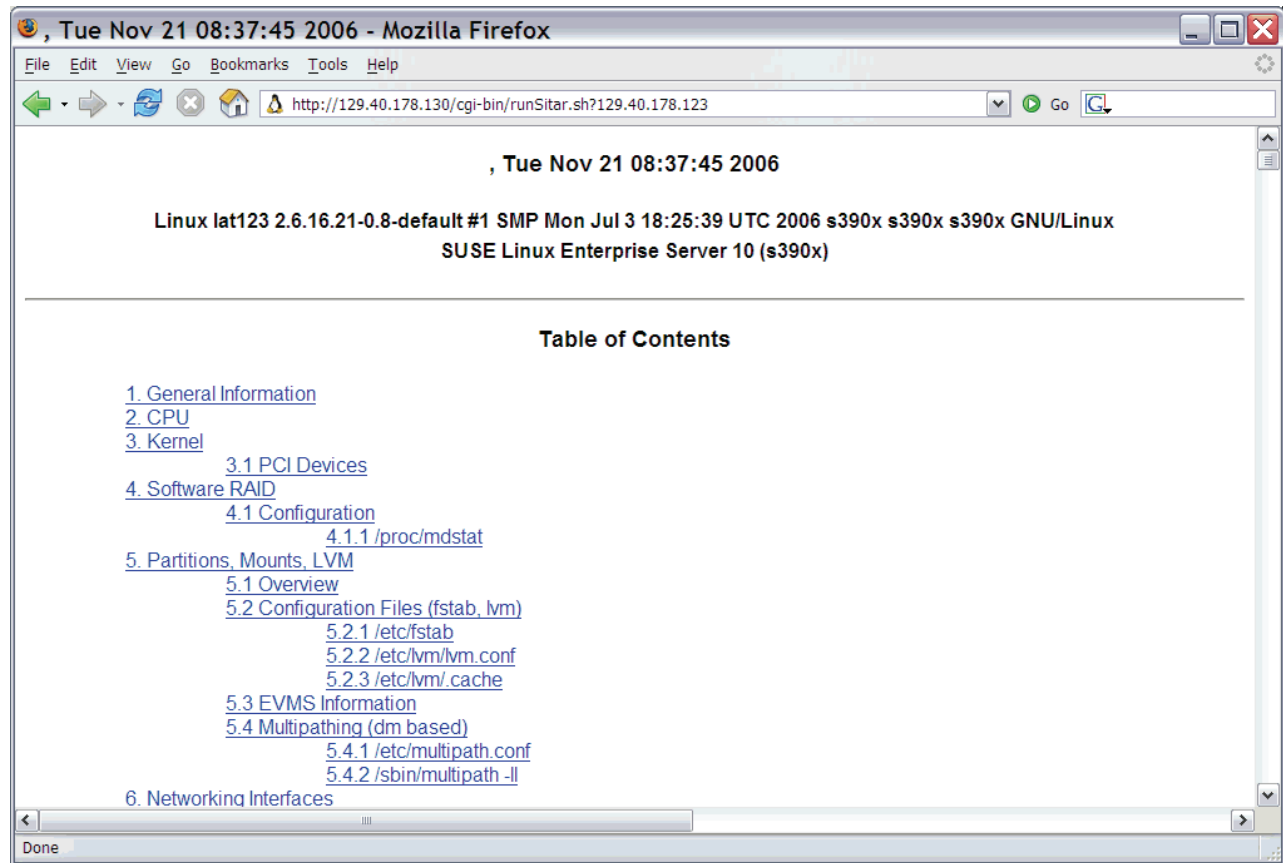 , Tue Nov 21 08:37:45 2006 - Mozilla Firefox
File Edit View Go Bookmarks Tools Help
http://129.40.178.130/cgi-bin/runSitar.sh?129.40.178.123 Go G
, Tue Nov 21 08:37:45 2006
Linux lat123 2.6.16.21-0.8-default #1 SMP Mon Jul 3 18:25:39 UTC 2006 s390x s390x s390x GNU/Linux
SUSE Linux Enterprise Server 10 (s390x)
Table of Contents
1. General Information
2. CPU
3. Kernel
3.1 PCI Devices
4. Software RAID
4.1 Configuration
4.1.1 /proc/mdstat
5. Partitions, Mounts, LVM
5.1 Overview
5.2 Configuration Files (fstab, lvm)
5.2.1 /etc/fstab
5.2.2 /etc/lvm/lvm.conf
5.2.3 /etc/lvm/.cache
5.3 EVMS Information
5.4 Multipathing (dm based)
5.4.1 /etc/multipath.conf
5.4.2 /sbin/multipath -ll
6. Networking Interfaces
Done